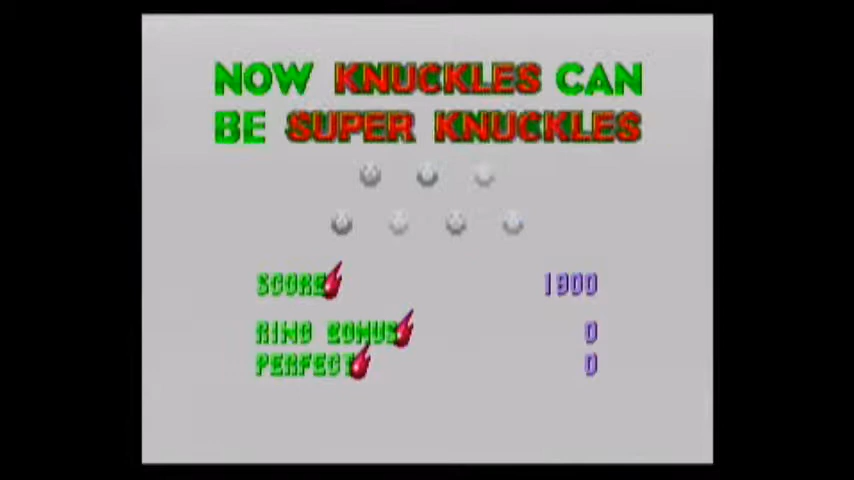 NOW KNUCKLES CAN
BE SUPER KNUCKLES
SCORE 1900
RING BONUS 0
PERFECT 0